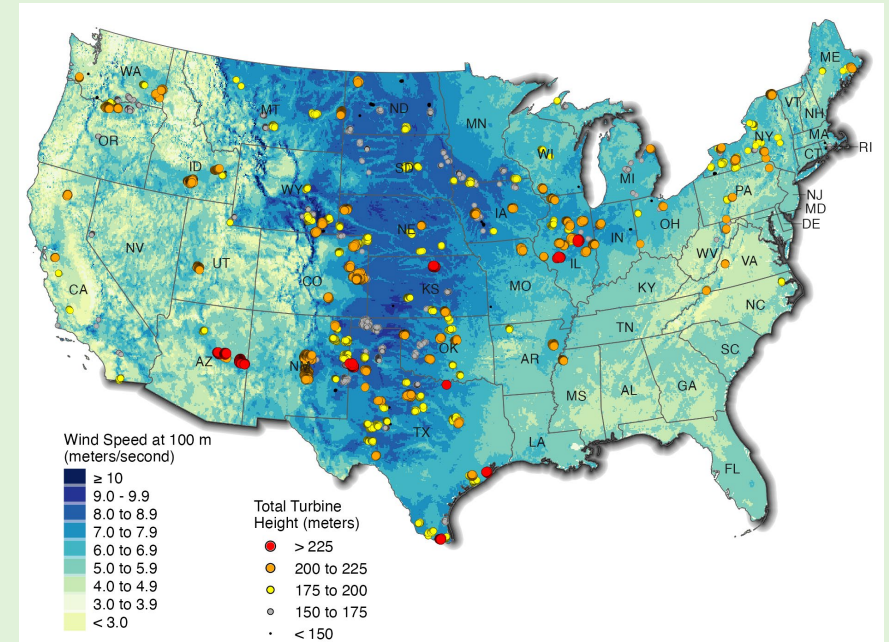 WA
ME
MT
ND
VT
NH
MN
OR
NY
MA
CT
RI
ID
SD
WI
MI
WY
PA
IA
NJ
MD
OH
NE
DE
NV
IN
IL
UT
WV
VA
CO
CA
KS
MO
KY
NC
TN
AZ
NM
OK
AR
SC
MS
AL
GA
TX
LA
FL
Wind Speed at 100 m
(meters/second)
≥ 10
9.0 - 9.9
8.0 to 8.9
7.0 to 7.9
6.0 to 6.9
5.0 to 5.9
4.0 to 4.9
3.0 to 3.9
< 3.0
Total Turbine
Height (meters)
> 225
200 to 225
175 to 200
150 to 175
< 150